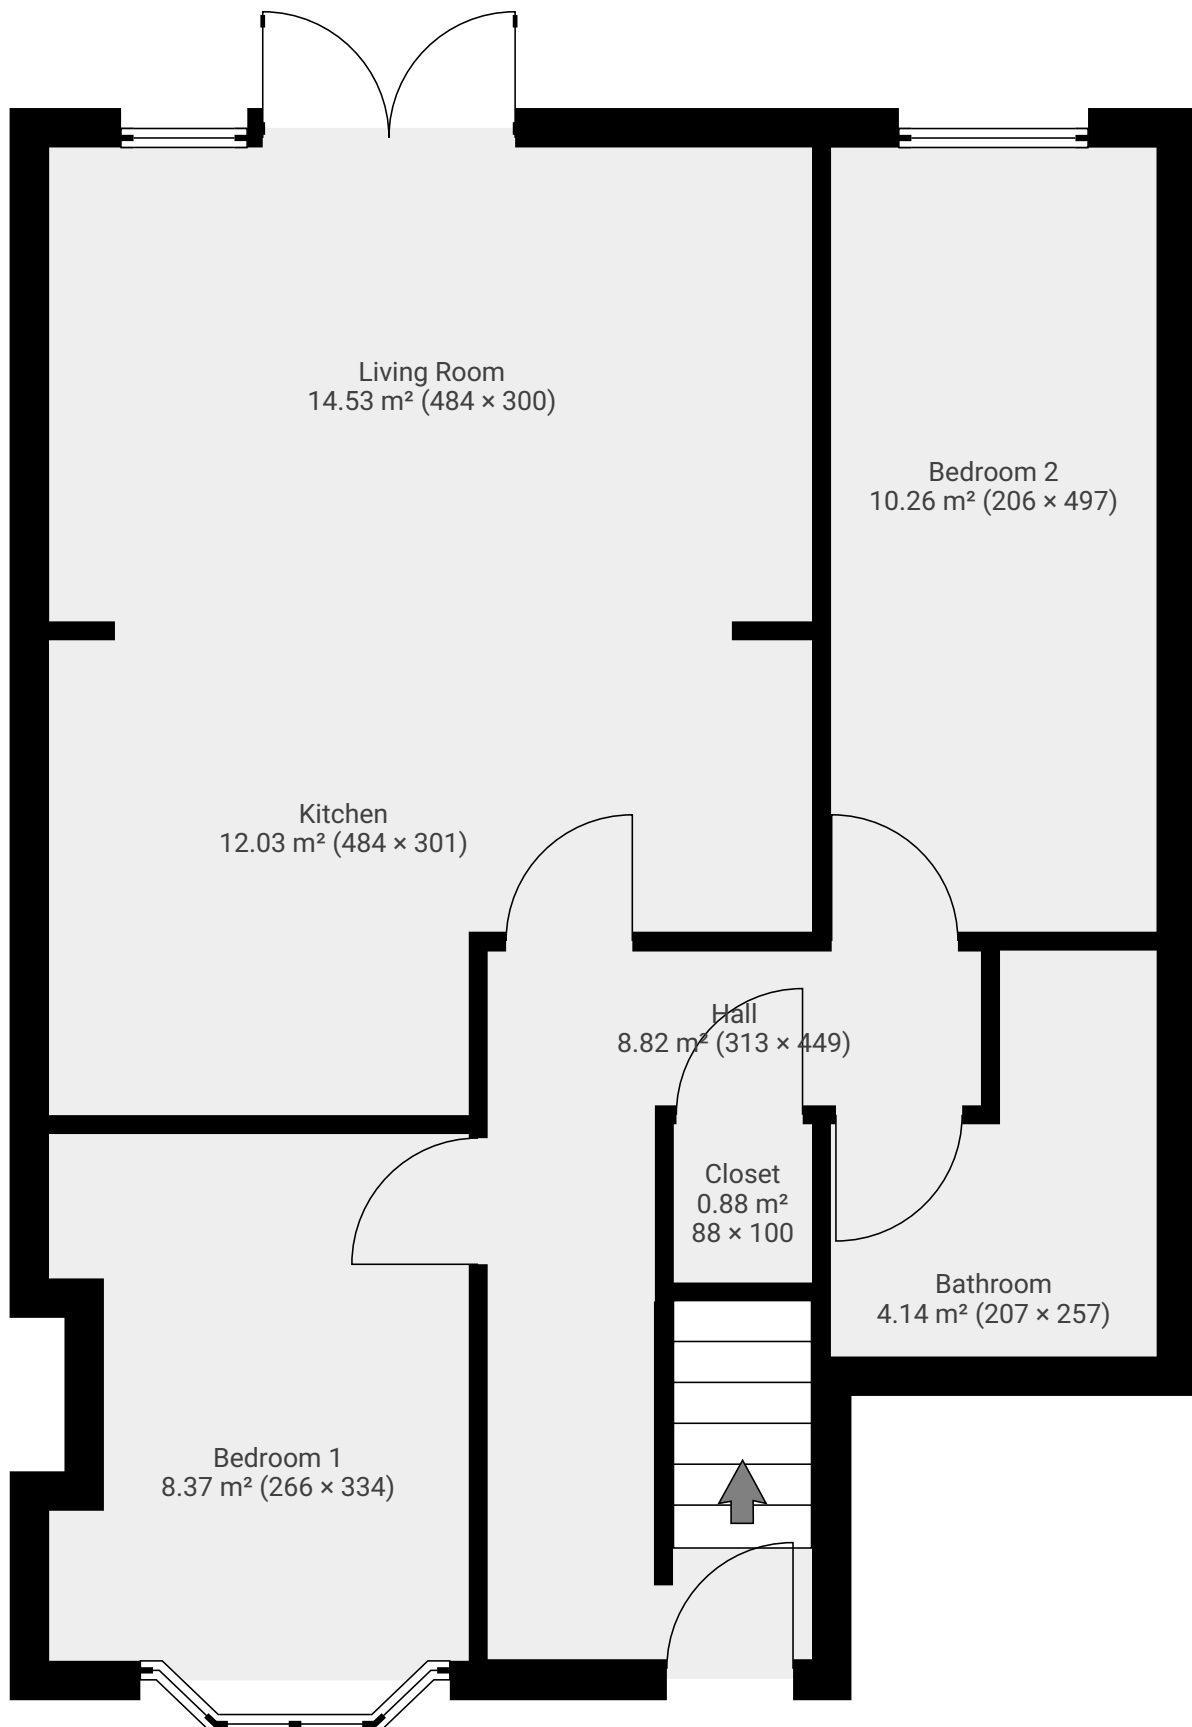 Living Room
14.53 m² (484 × 300)
Bedroom 2
10.26 m² (206 × 497)
Kitchen
12.03 m² (484 × 301)
Hall
8.82 m² (313 × 449)
Closet
0.88 m²
88 × 100
Bathroom
4.14 m² (207 × 257)
Bedroom 1
8.37 m² (266 × 334)